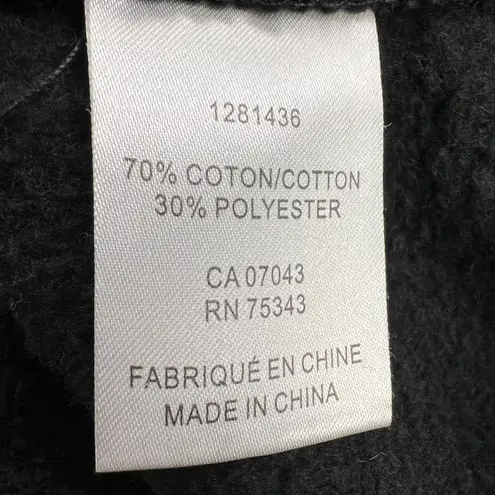 1281436
70% COTON/COTTON
30% POLYESTER
CA 07043
RN 75343
FABRIQUÉ EN CHINE
MADE IN CHINA